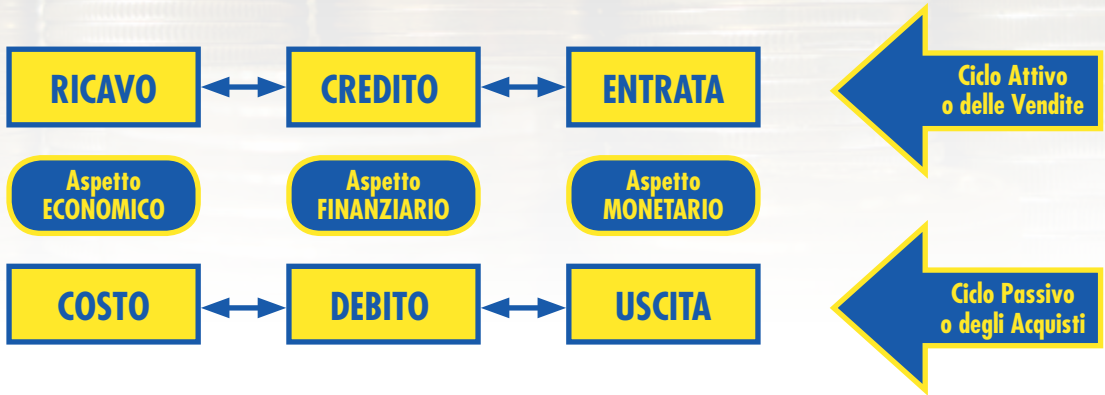 RICAVO
CREDITO
ENTRATA
Ciclo Attivo
o delle Vendite
Aspetto
ECONOMICO
Aspetto
FINANZIARIO
Aspetto
MONETARIO
COSTO
DEBITO
USCITA
Ciclo Passivo
o degli Acquisti